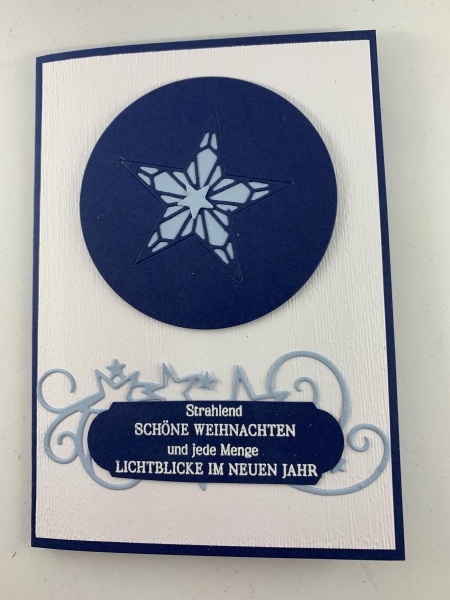 Strahlend
SCHÖNE WEIHNACHTEN
und jede Menge
LICHTBLICKE IM NEUEN JAHR